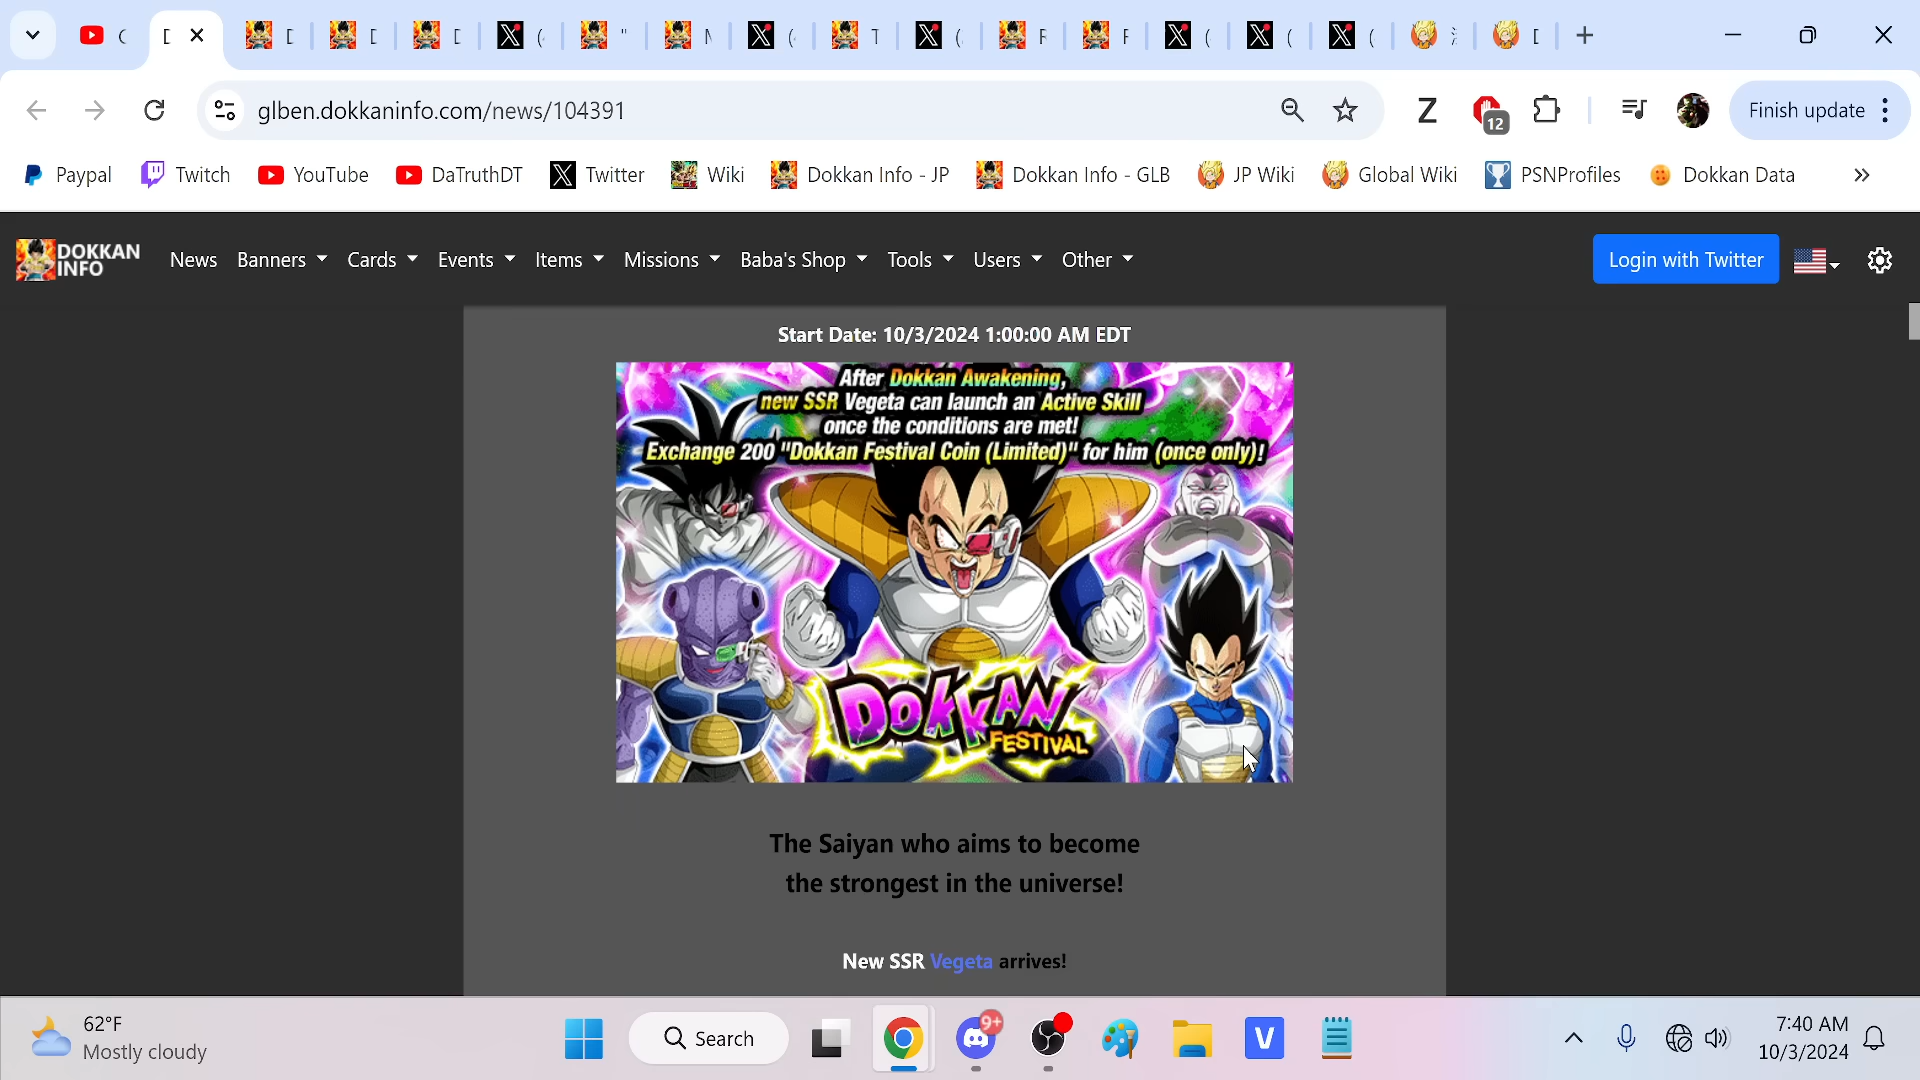 glben.dokkaninfo.com/news/104391
Z
12
Finish update
Paypal
Twitch
YouTube
DaTruthDT
Twitter
Wiki
Dokkan Info - JP
Dokkan Info - GLB
JP Wiki
Global Wiki
PSNProfiles
Dokkan Data
»
DOKKAN
INFO
News
Banners
Cards
Events
Items
Missions
Baba's Shop
Tools
Users
Other
Login with Twitter
Start Date: 10/3/2024 1:00:00 AM EDT
After Dokkan Awakening,
new SSR Vegeta can launch an Active Skill
once the conditions are met!
Exchange 200 "Dokkan Festival Coin (Limited)" for him (once only)!
DOKKAN
FESTIVAL
The Saiyan who aims to become
the strongest in the universe!
New SSR Vegeta arrives!
62°F
Mostly cloudy
Search
9+
V
7:40 AM
10/3/2024